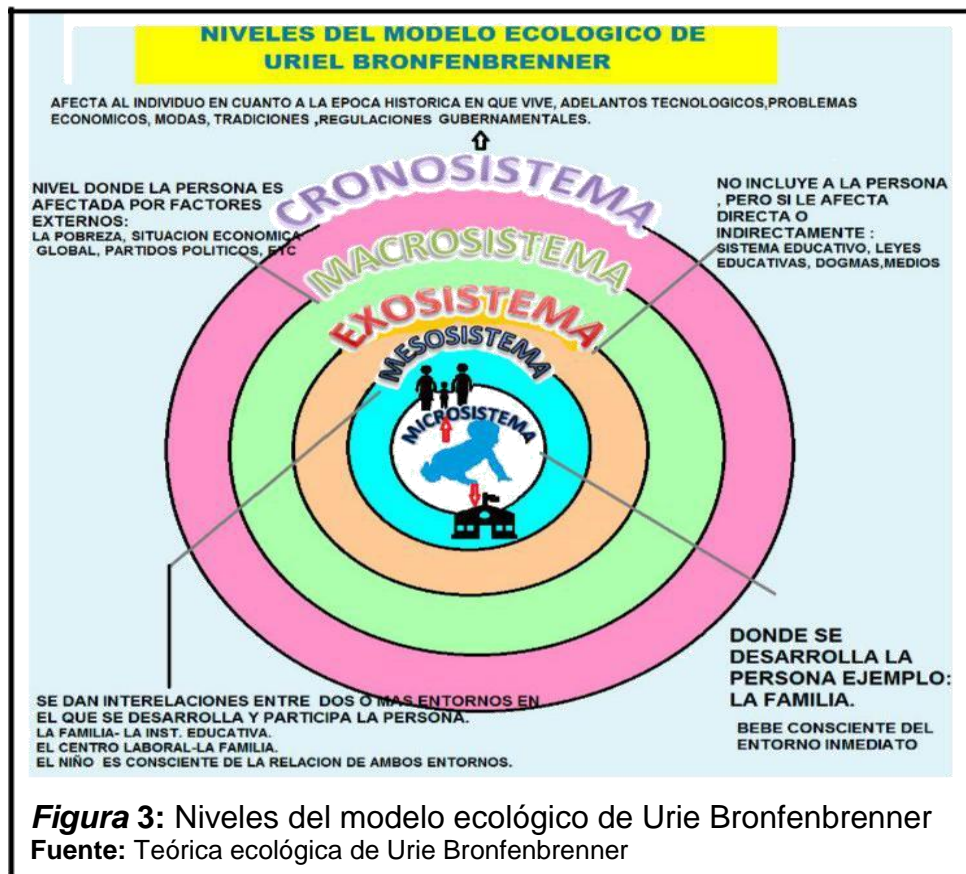 NIVELES DEL MODELO ECOLOGICO DE
URIEL BRONFENBRENNER
AFECTA AL INDIVIDUO EN CUANTO A LA EPOCA HISTORICA EN QUE VIVE, ADELANTOS TECNOLOGICOS,PROBLEMAS
ECONOMICOS, MODAS, TRADICIONES ,REGULACIONES GUBERNAMENTALES.
NIVEL DONDE LA PERSONA ES
AFECTADA POR FACTORES
EXTERNOS:
LA POBREZA, SITUACION ECONOMICA
GLOBAL, PARTIDOS POLITICOS, ETC
NO INCLUYE A LA PERSONA
, PERO SI LE AFECTA
DIRECTA O
INDIRECTAMENTE :
SISTEMA EDUCATIVO, LEYES
EDUCATIVAS, DOGMAS,MEDIOS
CRONOSISTEMA
MACROSISTEMA
EXOSISTEMA
MESOSISTEMA
MICROSISTEMA
SE DAN INTERELACIONES ENTRE DOS O MAS ENTORNOS EN
EL QUE SE DESARROLLA Y PARTICIPA LA PERSONA.
LA FAMILIA- LA INST. EDUCATIVA.
EL CENTRO LABORAL-LA FAMILIA.
EL NIÑO ES CONSCIENTE DE LA RELACION DE AMBOS ENTORNOS.
DONDE SE
DESARROLLA LA
PERSONA EJEMPLO:
LA FAMILIA.
BEBE CONSCIENTE DEL
ENTORNO INMEDIATO
Figura 3: Niveles del modelo ecológico de Urie Bronfenbrenner
Fuente: Teórica ecológica de Urie Bronfenbrenner